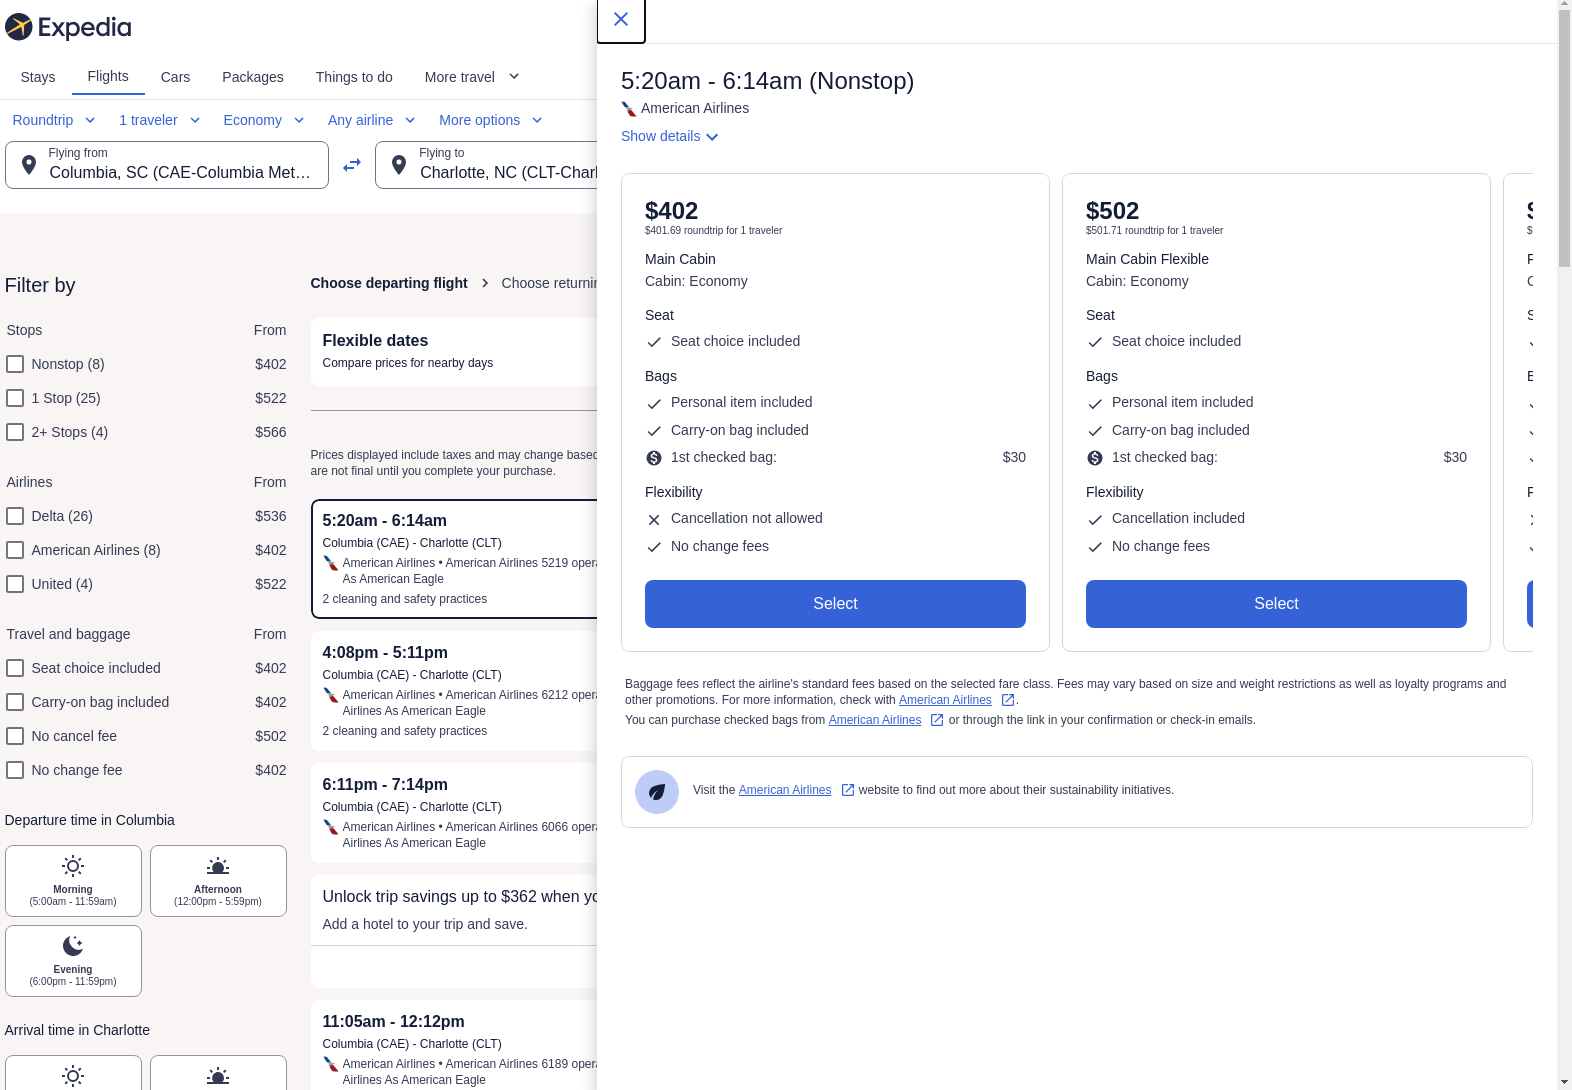 Expedia
Stays
Flights
Cars
Packages
Things to do
More travel
Roundtrip
1 traveler
Economy
Any airline
More options
Flying from
Columbia, SC (CAE-Columbia Met…
Flying to
Charlotte, NC (CLT-Charl
Filter by
Stops From
Nonstop (8) $402
1 Stop (25) $522
2+ Stops (4) $566
Airlines From
Delta (26) $536
American Airlines (8) $402
United (4) $522
Travel and baggage From
Seat choice included $402
Carry-on bag included $402
No cancel fee $502
No change fee $402
Departure time in Columbia
Morning
(5:00am - 11:59am)
Afternoon
(12:00pm - 5:59pm)
Evening
(6:00pm - 11:59pm)
Arrival time in Charlotte
Choose departing flight
Choose returnin
Flexible dates
Compare prices for nearby days
Prices displayed include taxes and may change based
are not final until you complete your purchase.
5:20am - 6:14am
Columbia (CAE) - Charlotte (CLT)
American Airlines • American Airlines 5219 opera
As American Eagle
2 cleaning and safety practices
4:08pm - 5:11pm
Columbia (CAE) - Charlotte (CLT)
American Airlines • American Airlines 6212 opera
Airlines As American Eagle
2 cleaning and safety practices
6:11pm - 7:14pm
Columbia (CAE) - Charlotte (CLT)
American Airlines • American Airlines 6066 opera
Airlines As American Eagle
Unlock trip savings up to $362 when yo
Add a hotel to your trip and save.
11:05am - 12:12pm
Columbia (CAE) - Charlotte (CLT)
American Airlines • American Airlines 6189 opera
Airlines As American Eagle
5:20am - 6:14am (Nonstop)
American Airlines
Show details
$402
$401.69 roundtrip for 1 traveler
Main Cabin
Cabin: Economy
Seat
Seat choice included
Bags
Personal item included
Carry-on bag included
1st checked bag: $30
Flexibility
Cancellation not allowed
No change fees
Select
$502
$501.71 roundtrip for 1 traveler
Main Cabin Flexible
Cabin: Economy
Seat
Seat choice included
Bags
Personal item included
Carry-on bag included
1st checked bag: $30
Flexibility
Cancellation included
No change fees
Select
Baggage fees reflect the airline's standard fees based on the selected fare class. Fees may vary based on size and weight restrictions as well as loyalty programs and
other promotions. For more information, check with American Airlines .
You can purchase checked bags from American Airlines or through the link in your confirmation or check-in emails.
Visit the American Airlines website to find out more about their sustainability initiatives.